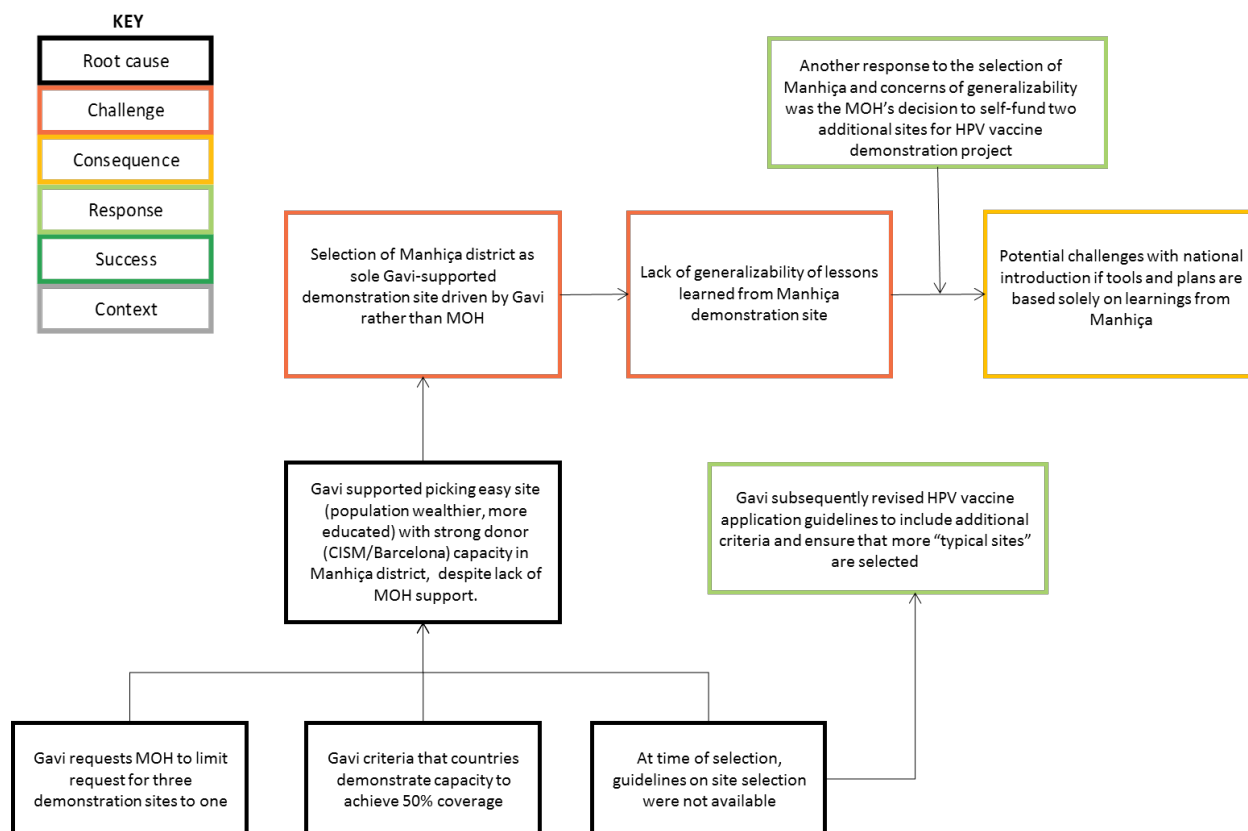 KEY
Root cause
Challenge
Consequence
Response
Success
Context
Another response to the selection of
Manhiça and concerns of generalizability
was the MOH’s decision to self-fund two
additional sites for HPV vaccine
demonstration project
Selection of Manhiça district as
sole Gavi-supported
demonstration site driven by Gavi
rather than MOH
Lack of generalizability of lessons
learned from Manhiça
demonstration site
Potential challenges with national
introduction if tools and plans are
based solely on learnings from
Manhiça
Gavi supported picking easy site
(population wealthier, more
educated) with strong donor
(CISM/Barcelona) capacity in
Manhiça district, despite lack of
MOH support.
Gavi subsequently revised HPV vaccine
application guidelines to include additional
criteria and ensure that more “typical sites”
are selected
Gavi requests MOH to limit
request for three
demonstration sites to one
Gavi criteria that countries
demonstrate capacity to
achieve 50% coverage
At time of selection,
guidelines on site selection
were not available